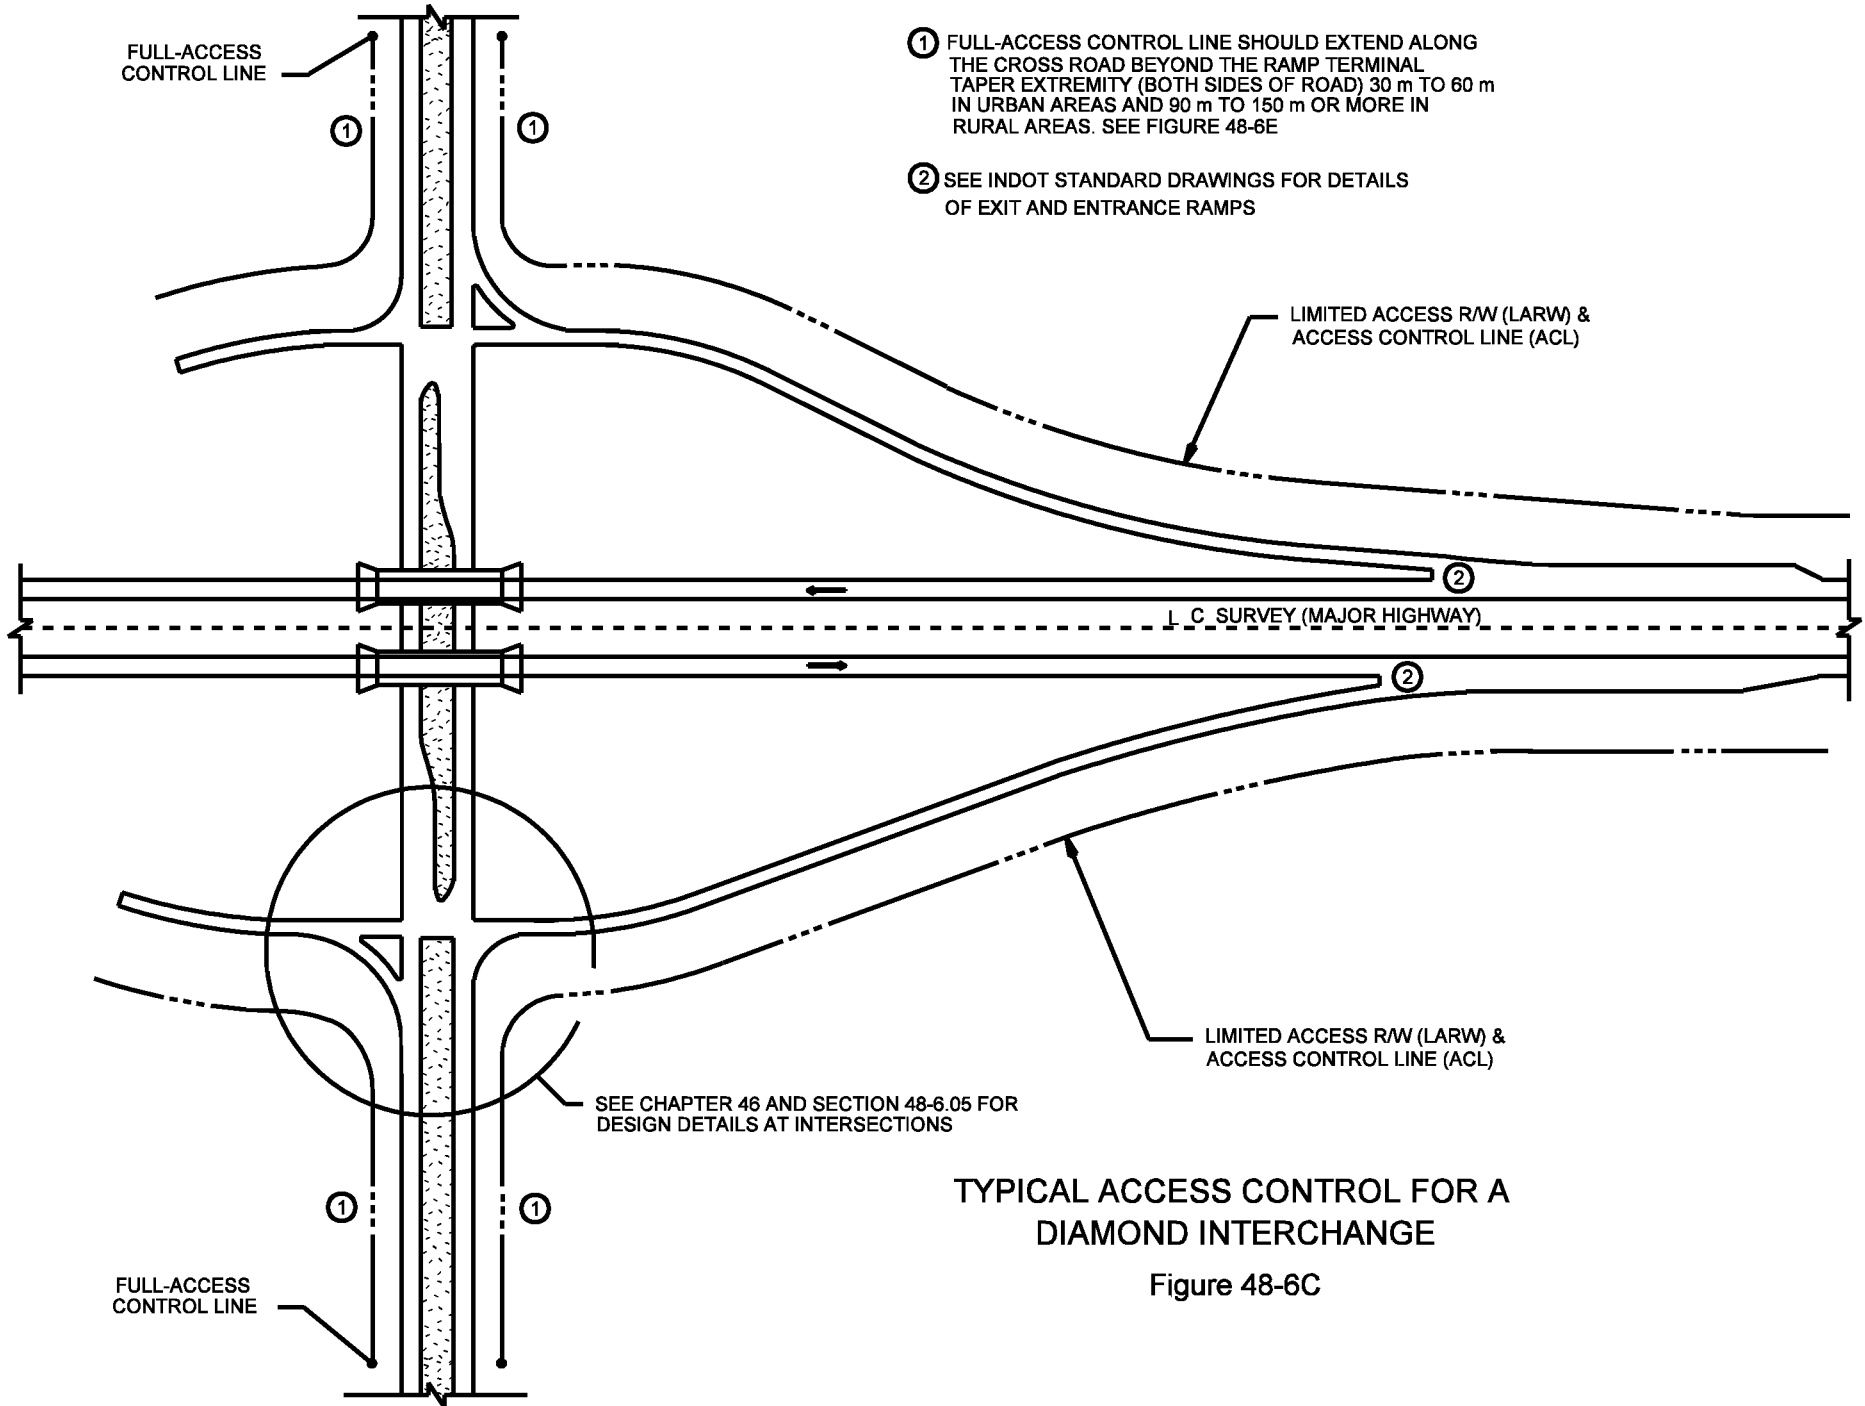 FULL-ACCESS
CONTROL LINE
1
1
1 FULL-ACCESS CONTROL LINE SHOULD EXTEND ALONG
THE CROSS ROAD BEYOND THE RAMP TERMINAL
TAPER EXTREMITY (BOTH SIDES OF ROAD) 30 m TO 60 m
IN URBAN AREAS AND 90 m TO 150 m OR MORE IN
RURAL AREAS. SEE FIGURE 48-6E
2 SEE INDOT STANDARD DRAWINGS FOR DETAILS
OF EXIT AND ENTRANCE RAMPS
LIMITED ACCESS R/W (LARW) &
ACCESS CONTROL LINE (ACL)
2
L C SURVEY (MAJOR HIGHWAY)
2
LIMITED ACCESS R/W (LARW) &
ACCESS CONTROL LINE (ACL)
SEE CHAPTER 46 AND SECTION 48-6.05 FOR
DESIGN DETAILS AT INTERSECTIONS
1
1
FULL-ACCESS
CONTROL LINE
TYPICAL ACCESS CONTROL FOR A
DIAMOND INTERCHANGE
Figure 48-6C